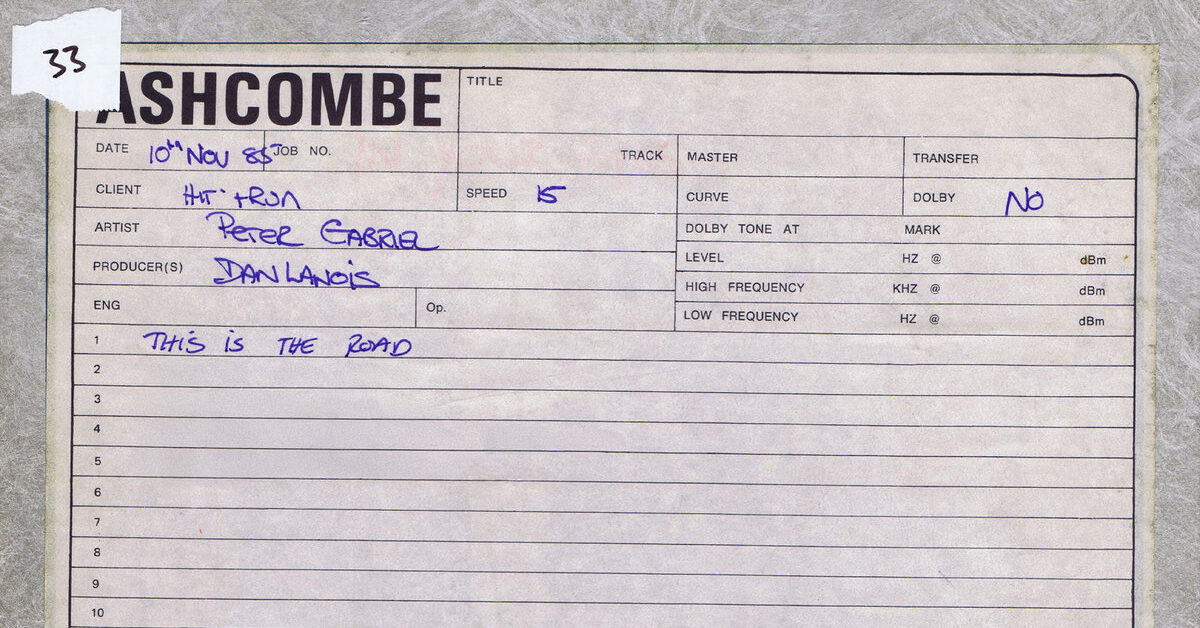 33
ASHCOMBE
TITLE
DATE 10th Nov 85 JOB NO. TRACK MASTER TRANSFER
CLIENT HIT + RUN SPEED 15 CURVE DOLBY NO
ARTIST PETER GABRIEL DOLBY TONE AT MARK
PRODUCER(S) DAN LANOIS LEVEL HZ @ dBm
HIGH FREQUENCY KHZ @ dBm
ENG Op. LOW FREQUENCY HZ @ dBm
1 THIS IS THE ROAD
2
3
4
5
6
7
8
9
10